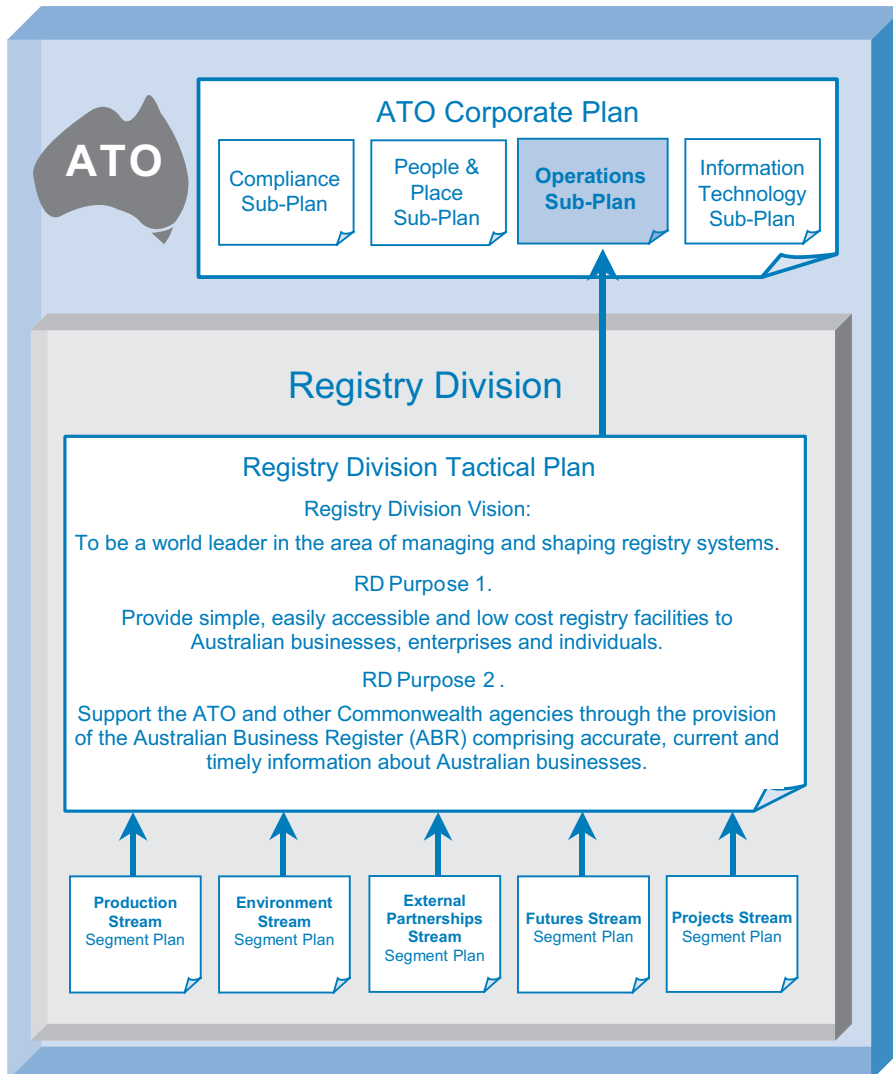 ATO
ATO Corporate Plan
Compliance
Sub-Plan
People &
Place
Sub-Plan
Operations
Sub-Plan
Information
Technology
Sub-Plan
Registry Division
Registry Division Tactical Plan
Registry Division Vision:
To be a world leader in the area of managing and shaping registry systems.
RD Purpose 1.
Provide simple, easily accessible and low cost registry facilities to
Australian businesses, enterprises and individuals.
RD Purpose 2 .
Support the ATO and other Commonwealth agencies through the provision
of the Australian Business Register (ABR) comprising accurate, current and
timely information about Australian businesses.
Production
Stream
Segment Plan
Environment
Stream
Segment Plan
External
Partnerships
Stream
Segment Plan
Futures Stream
Segment Plan
Projects Stream
Segment Plan